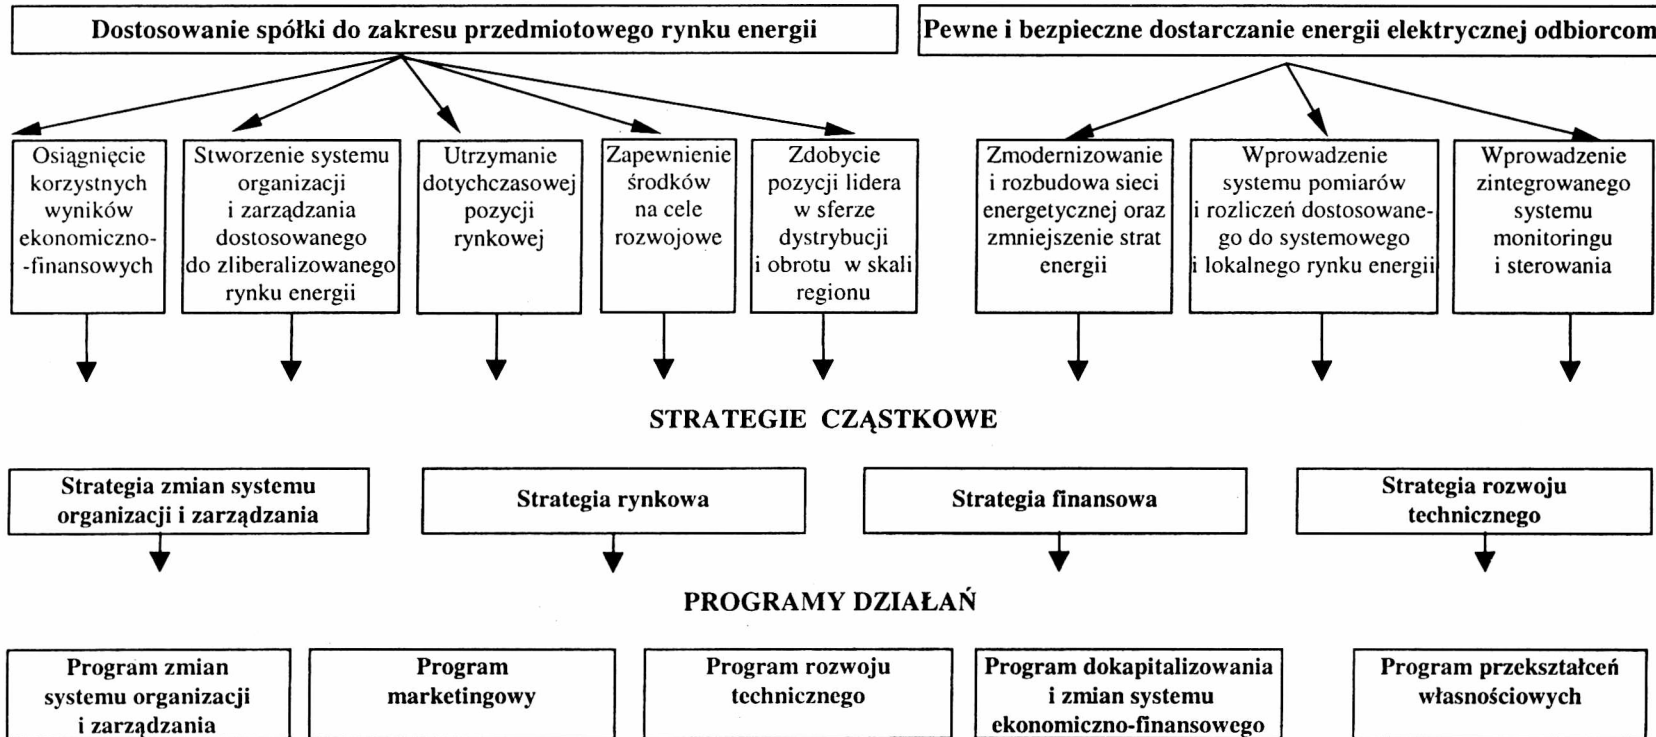 Dostosowanie spółki do zakresu przedmiotowego rynku energii
Pewne i bezpieczne dostarczanie energii elektrycznej odbiorcom
Osiągnięcie
korzystnych
wyników
ekonomiczno-
-finansowych
Stworzenie systemu
organizacji
i zarządzania
dostosowanego
do zliberalizowanego
rynku energii
Utrzymanie
dotychczasowej
pozycji
rynkowej
Zapewnienie
środków
na cele
rozwojowe
Zdobycie
pozycji lidera
w sferze
dystrybucji
i obrotu w skali
regionu
Zmodernizowanie
i rozbudowa sieci
energetycznej oraz
zmniejszenie strat
energii
Wprowadzenie
systemu pomiarów
i rozliczeń dostosowane-
go do systemowego
i lokalnego rynku energii
Wprowadzenie
zintegrowanego
systemu
monitoringu
i sterowania
STRATEGIE CZĄSTKOWE
Strategia zmian systemu
organizacji i zarządzania
Strategia rynkowa
Strategia finansowa
Strategia rozwoju
technicznego
PROGRAMY DZIAŁAŃ
Program zmian
systemu organizacji
i zarządzania
Program
marketingowy
Program rozwoju
technicznego
Program dokapitalizowania
i zmian systemu
ekonomiczno-finansowego
Program przekształceń
własnościowych